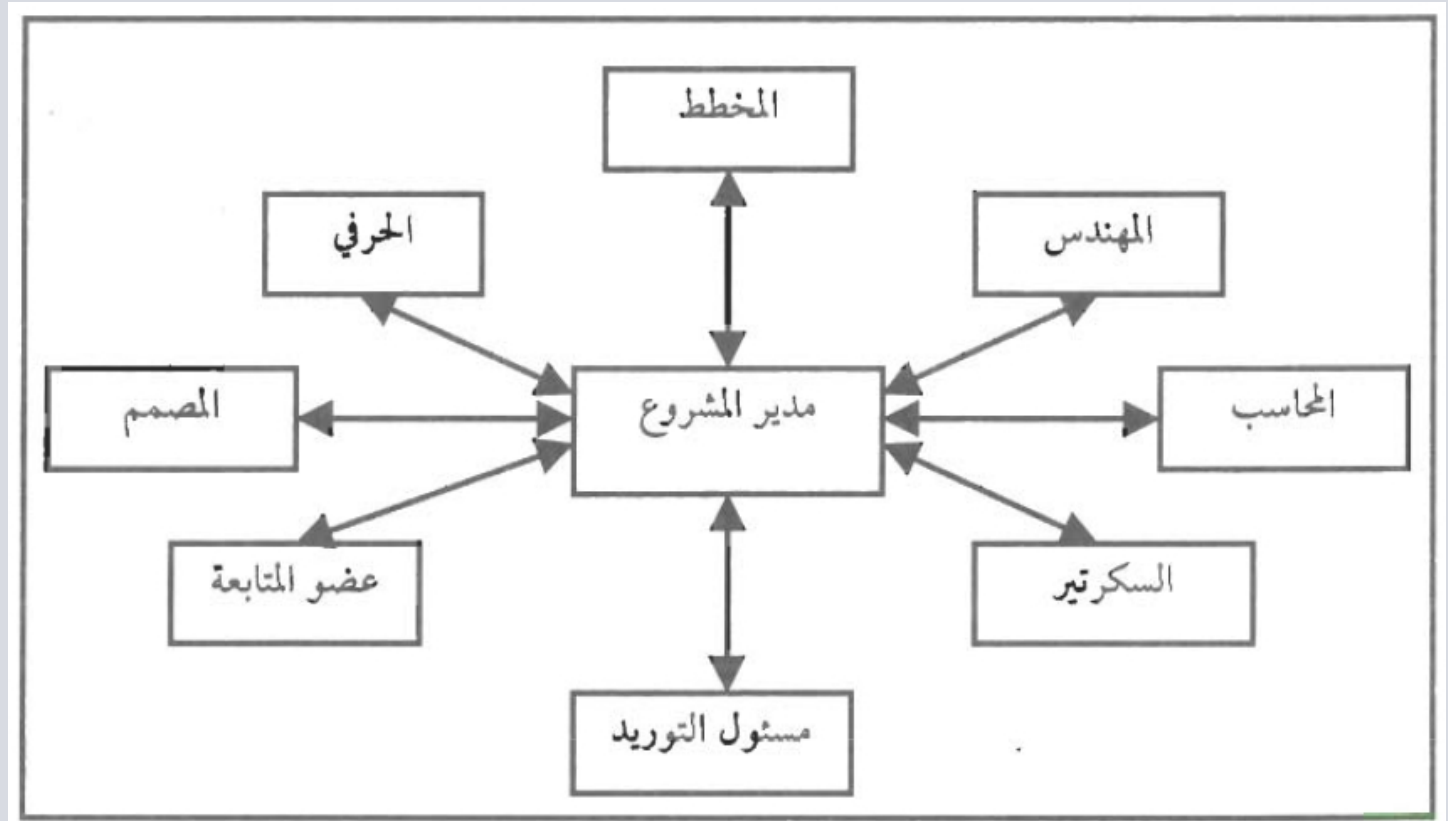 المخطط
المهندس
الحرفي
المحاسب
مدير المشروع
المصمم
السكرتير
عضو المتابعة
مسئول التوريد